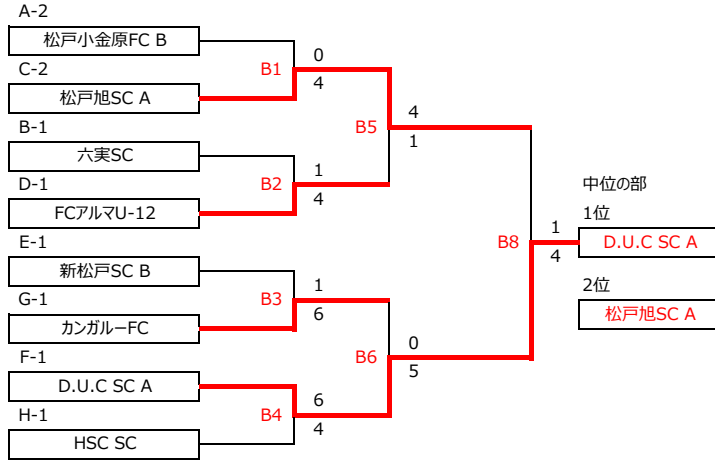 A-2
松戸小金原FC B
C-2
松戸旭SC A
B-1
六実SC
D-1
FCアルマU-12
E-1
新松戸SC B
G-1
カンガルーFC
F-1
D.U.C SC A
H-1
HSC SC
B1
0
4
B2
1
4
B3
1
6
B4
6
4
B5
4
1
B6
0
5
B8
1
4
中位の部
1位
D.U.C SC A
2位
松戸旭SC A